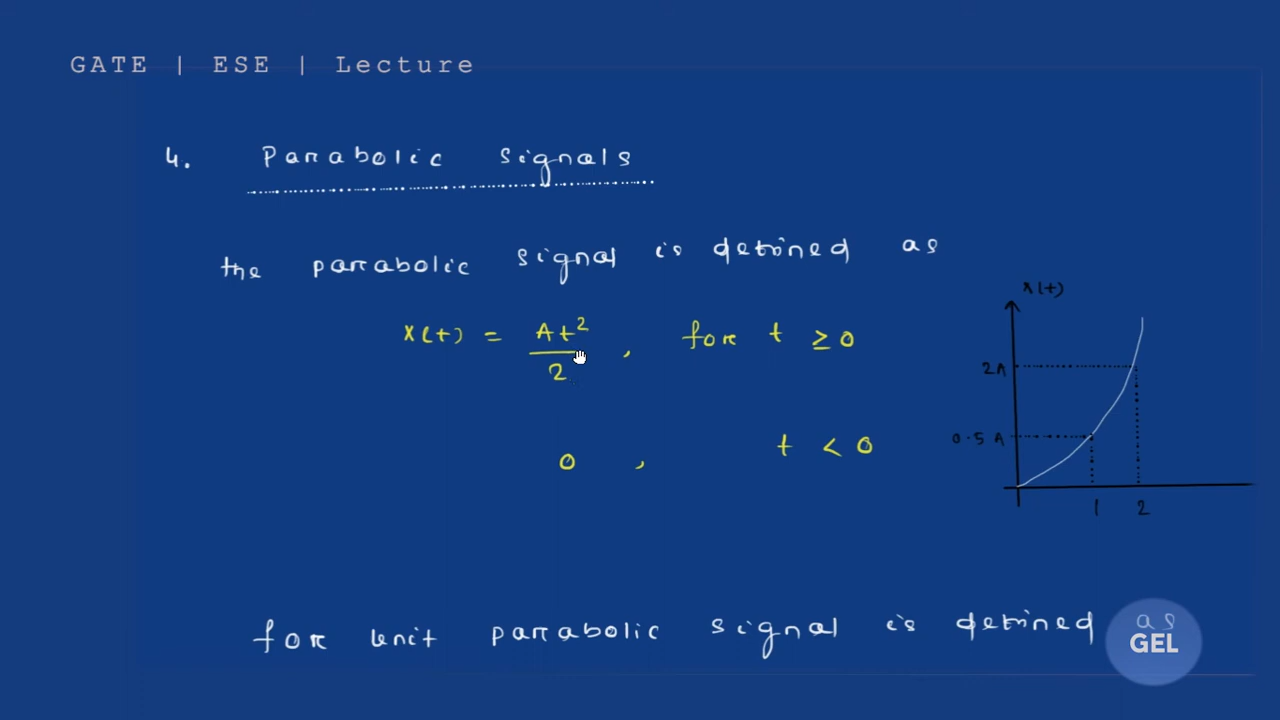 GATE | ESE | Lecture
4. Parabolic signals
the parabolic signal is defined as
x(t) = At²/2 , for t ≥ 0
0 , t < 0
x(t)
2A
0.5 A
1 2
for unit parabolic signal is defined as
GEL